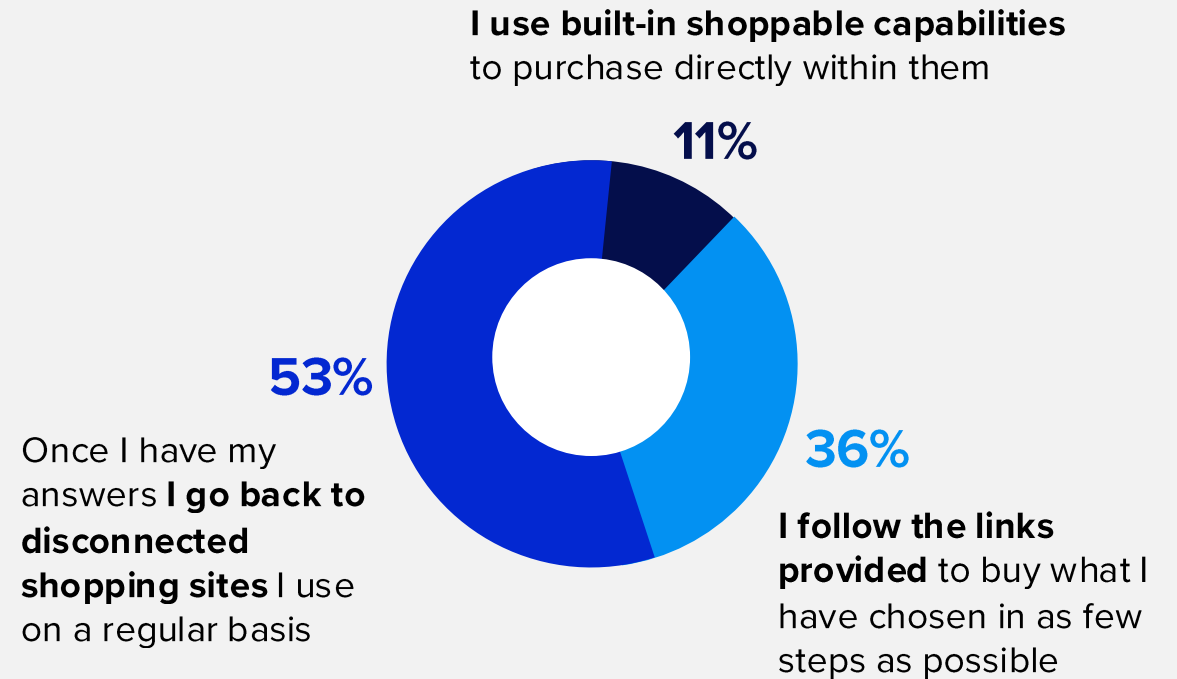 I use built-in shoppable capabilities
to purchase directly within them
11%
53%
Once I have my
answers I go back to
disconnected
shopping sites I use
on a regular basis
36%
I follow the links
provided to buy what I
have chosen in as few
steps as possible